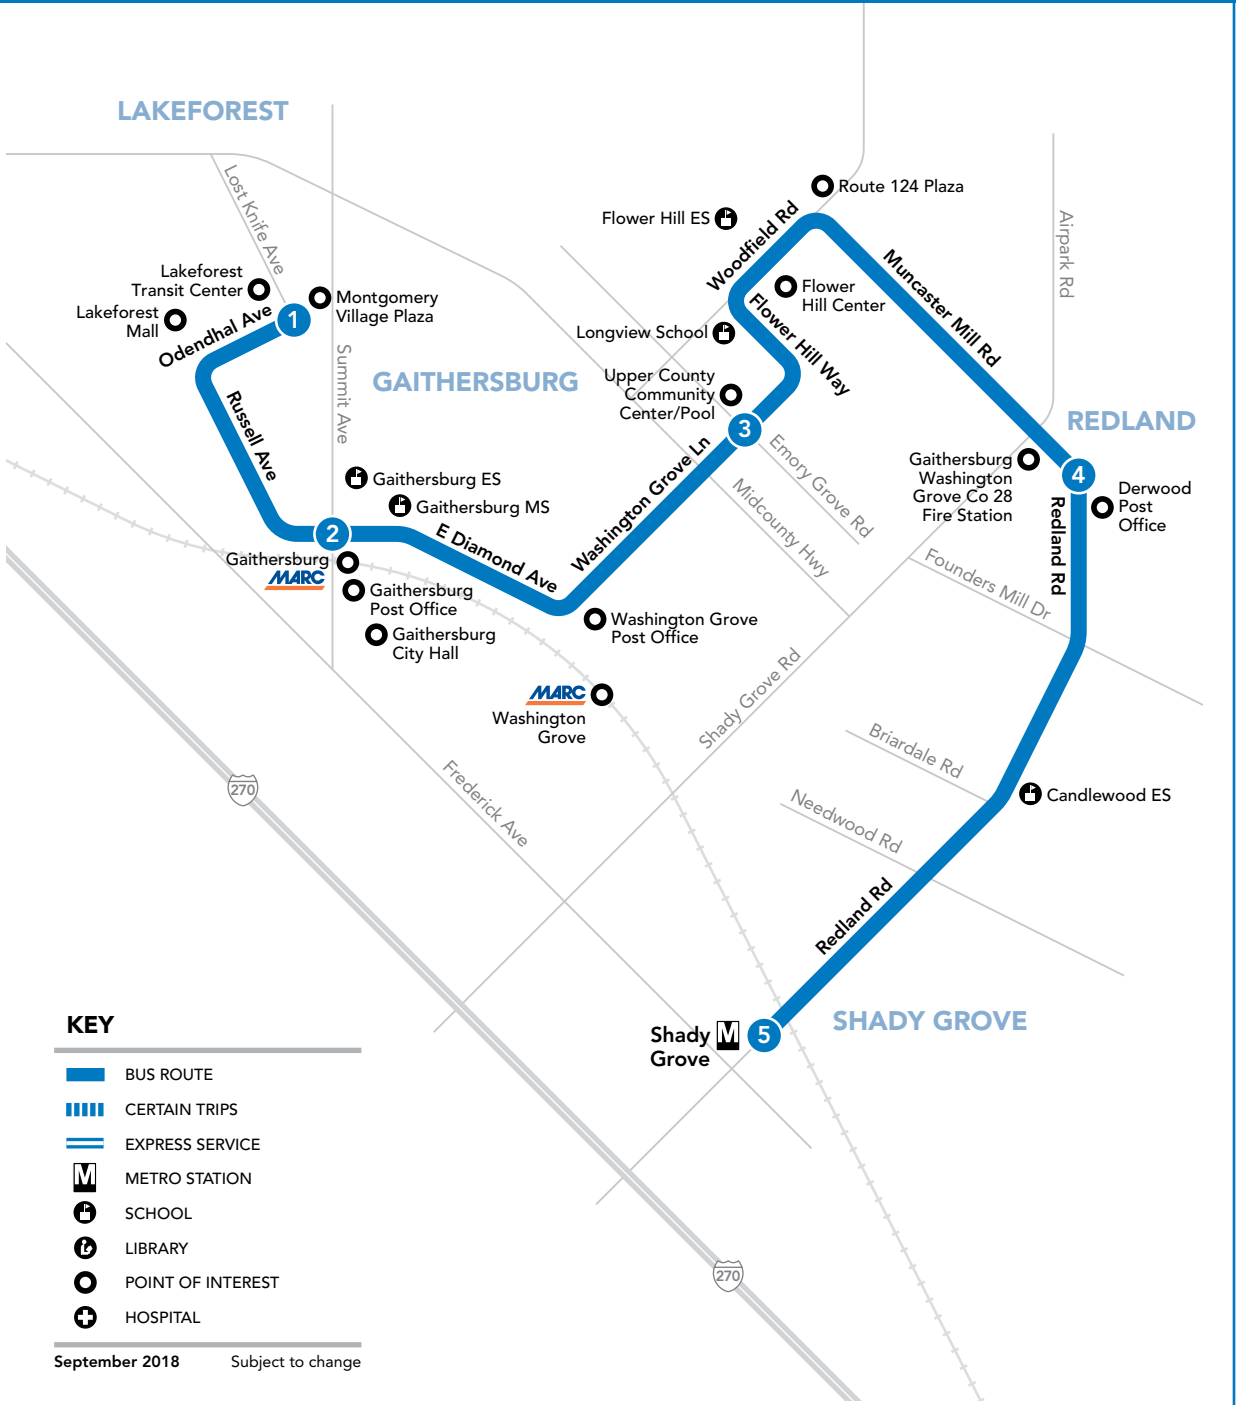 LAKEFOREST
Lost Knife Ave
Route 124 Plaza
Flower Hill ES
Woodfield Rd
Airpark Rd
Lakeforest
Transit Center
Lakeforest
Mall
Odendhal Ave
1
Montgomery
Village Plaza
Muncaster Mill Rd
Flower
Hill Center
Longview School
Flower Hill Way
Summit Ave
GAITHERSBURG
Russell Ave
Upper County
Community
Center/Pool
3
REDLAND
Emory Grove Rd
Midcounty Hwy
Washington Grove Ln
Gaithersburg
Washington
Grove Co 28
Fire Station
4
Derwood
Post
Office
Redland Rd
Gaithersburg ES
Gaithersburg MS
2
E Diamond Ave
Gaithersburg
MARC
Gaithersburg
Post Office
Gaithersburg
City Hall
Washington Grove
Post Office
Founders Mill Dr
MARC
Washington
Grove
Shady Grove Rd
Briardale Rd
Needwood Rd
Candlewood ES
270
Frederick Ave
Redland Rd
SHADY GROVE
Shady
Grove
M
5
270
KEY
BUS ROUTE
CERTAIN TRIPS
EXPRESS SERVICE
M METRO STATION
SCHOOL
LIBRARY
POINT OF INTEREST
HOSPITAL
September 2018 Subject to change